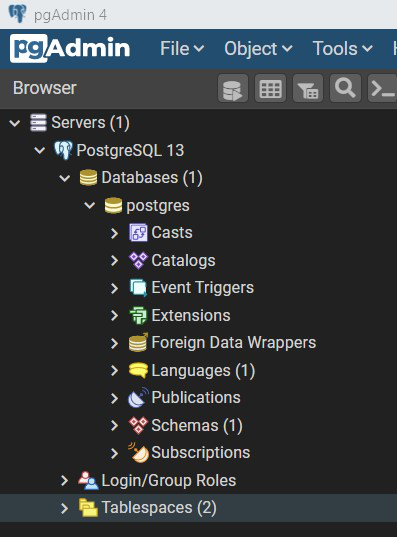 pgAdmin 4
pgAdmin File Object Tools
Browser
Servers (1)
PostgreSQL 13
Databases (1)
postgres
Casts
Catalogs
Event Triggers
Extensions
Foreign Data Wrappers
Languages (1)
Publications
Schemas (1)
Subscriptions
Login/Group Roles
Tablespaces (2)